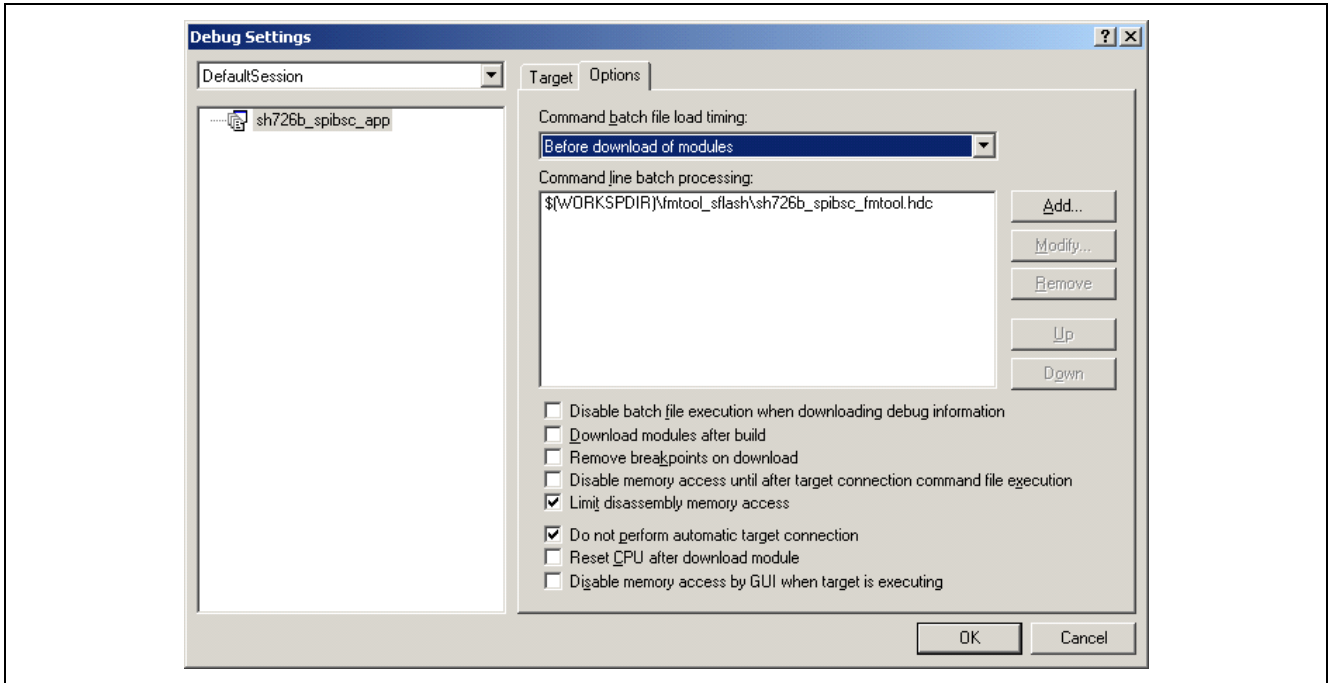 Debug Settings
DefaultSession
sh726b_spibsc_app
Target Options
Command batch file load timing:
Before download of modules
Command line batch processing:
$(WORKSPDIR)\fmtool_sflash\sh726b_spibsc_fmtool.hdc
Add...
Modify...
Remove
Up
Down
Disable batch file execution when downloading debug information
Download modules after build
Remove breakpoints on download
Disable memory access until after target connection command file execution
Limit disassembly memory access
Do not perform automatic target connection
Reset CPU after download module
Disable memory access by GUI when target is executing
OK Cancel